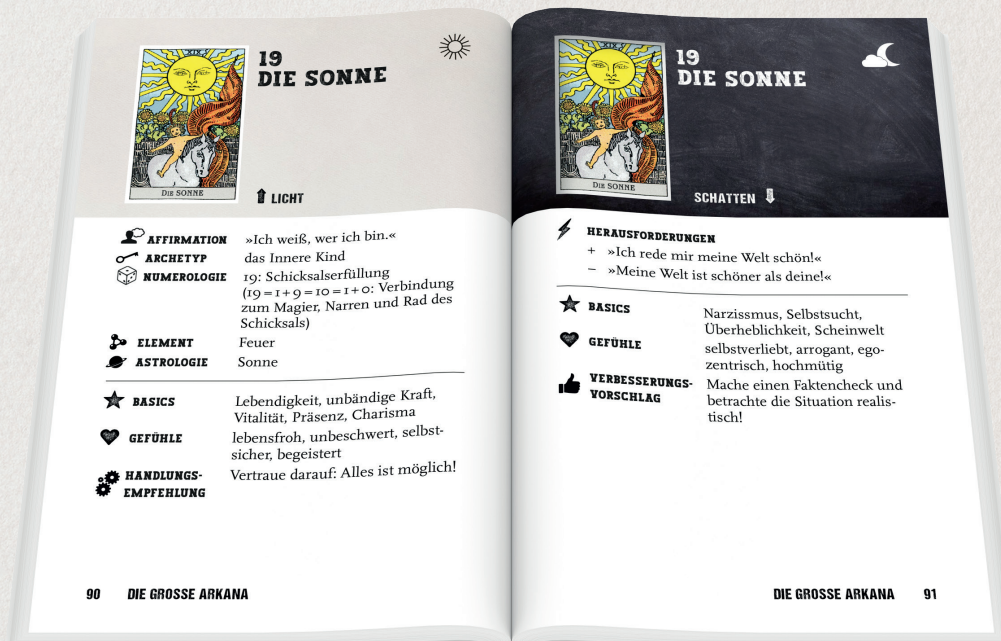 XIX
DIE SONNE
19
DIE SONNE
LICHT
AFFIRMATION »Ich weiß, wer ich bin.«
ARCHETYP das Innere Kind
NUMEROLOGIE 19: Schicksalserfüllung
(19=1+9=10=1+0: Verbindung
zum Magier, Narren und Rad des
Schicksals)
ELEMENT Feuer
ASTROLOGIE Sonne
BASICS Lebendigkeit, unbändige Kraft,
Vitalität, Präsenz, Charisma
GEFÜHLE lebensfroh, unbeschwert, selbst-
sicher, begeistert
HANDLUNGS- Vertraue darauf: Alles ist möglich!
EMPFEHLUNG
90 DIE GROSSE ARKANA
XIX
DIE SONNE
19
DIE SONNE
SCHATTEN
HERAUSFORDERUNGEN
+ »Ich rede mir meine Welt schön!«
– »Meine Welt ist schöner als deine!«
BASICS Narzissmus, Selbstsucht,
Überheblichkeit, Scheinwelt
GEFÜHLE selbstverliebt, arrogant, ego-
zentrisch, hochmütig
VERBESSERUNGS- Mache einen Faktencheck und
VORSCHLAG betrachte die Situation realis-
tisch!
DIE GROSSE ARKANA 91